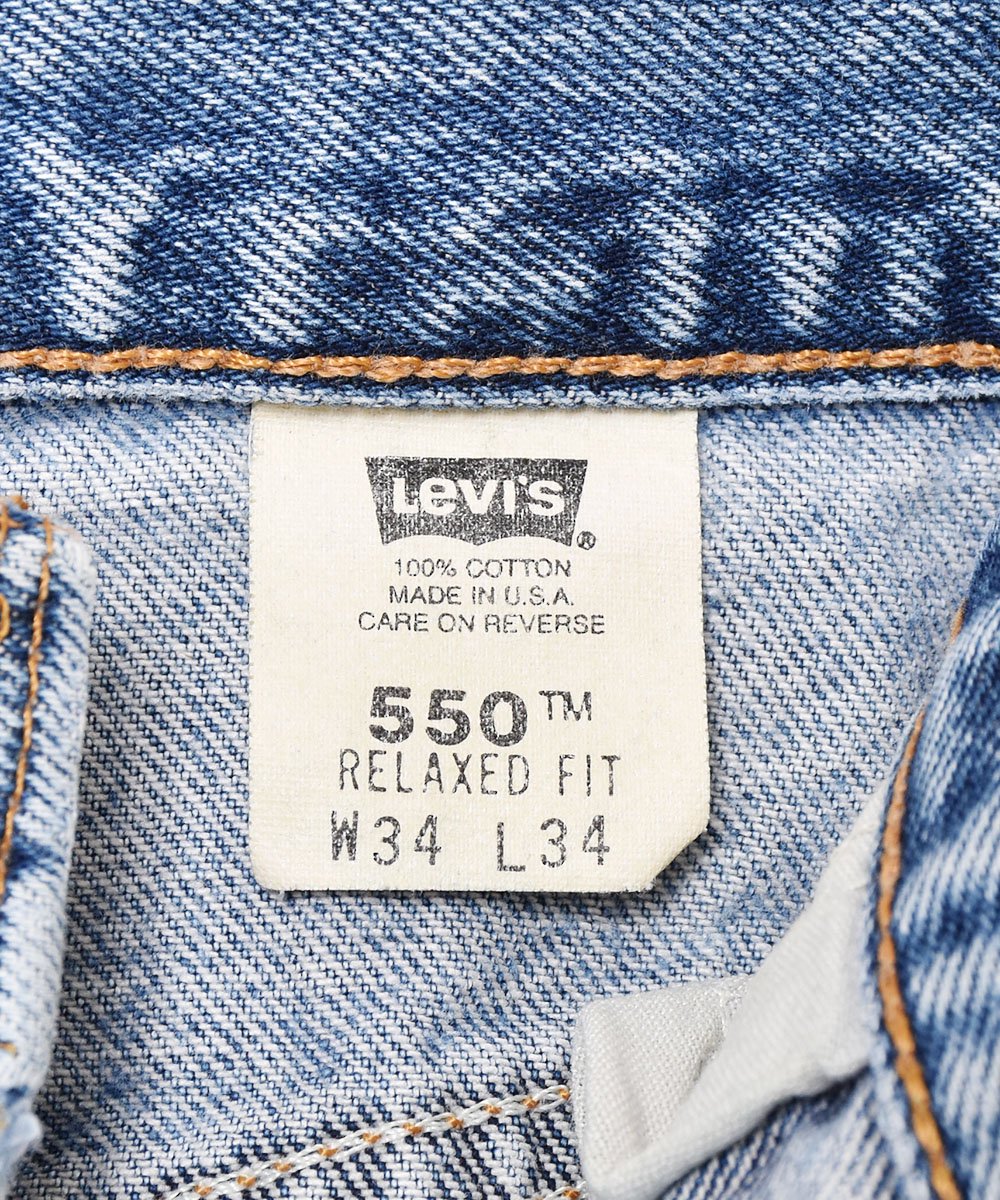 Levi's®
100% COTTON
MADE IN U.S.A.
CARE ON REVERSE
550™
RELAXED FIT
W34 L34